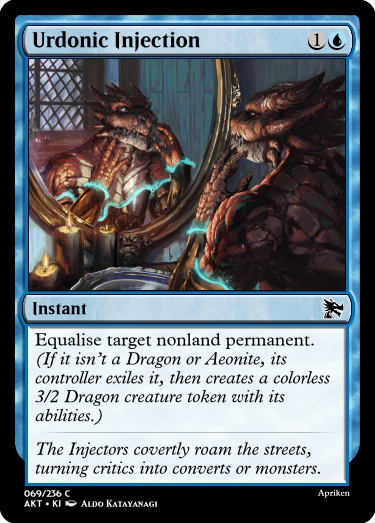 Urdonic Injection 1
Instant
Equalise target nonland permanent.
(If it isn't a Dragon or Aeonite, its
controller exiles it, then creates a colorless
3/2 Dragon creature token with its
abilities.)
The Injectors covertly roam the streets,
turning critics into converts or monsters.
069/236 C
Apriken
AKT • KI Aldo Katayanagi